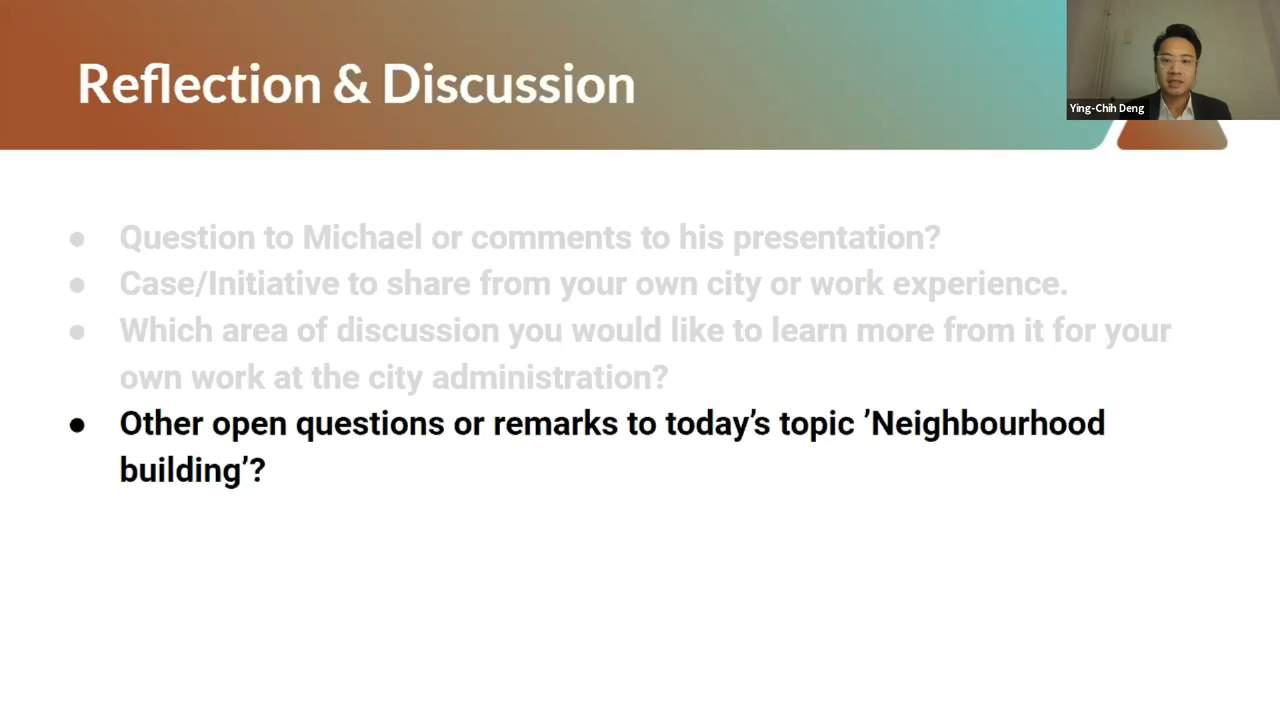 Reflection & Discussion
Ying-Chih Deng
● Question to Michael or comments to his presentation?
● Case/Initiative to share from your own city or work experience.
● Which area of discussion you would like to learn more from it for your
own work at the city administration?
● Other open questions or remarks to today’s topic ’Neighbourhood
building’?